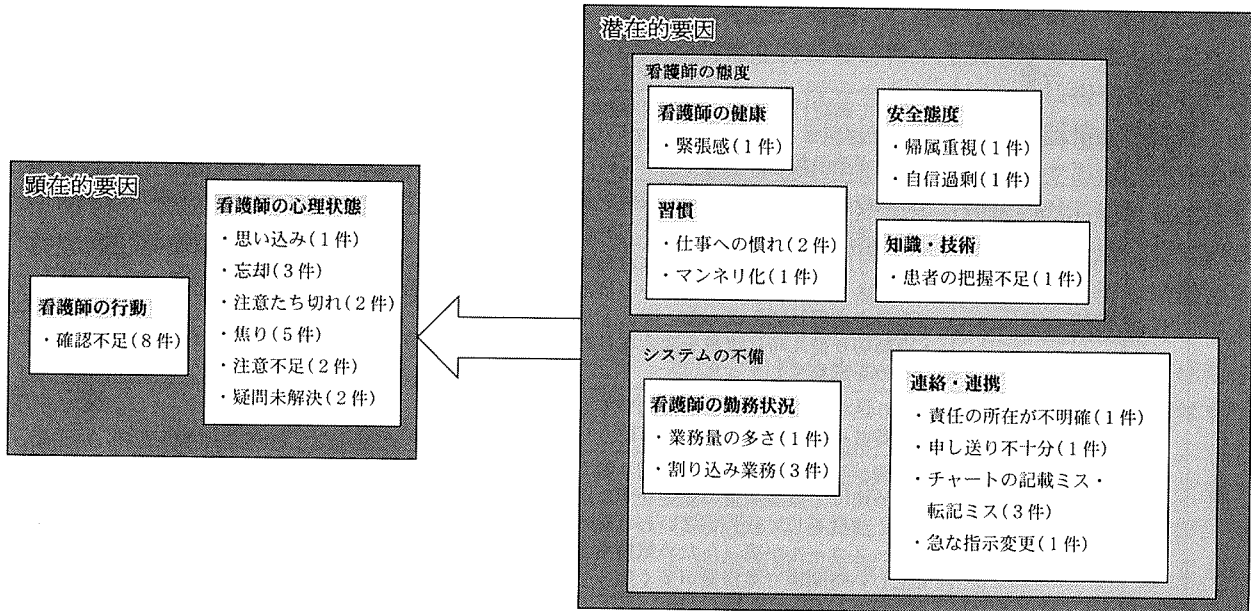 顕在的要因
看護師の行動
・確認不足(8件)
看護師の心理状態
・思い込み(1件)
・忘却(3件)
・注意たち切れ(2件)
・焦り(5件)
・注意不足(2件)
・疑問未解決(2件)
潜在的要因
看護師の態度
看護師の健康
・緊張感(1件)
安全態度
・帰属重視(1件)
・自信過剰(1件)
習慣
・仕事への慣れ(2件)
・マンネリ化(1件)
知識・技術
・患者の把握不足(1件)
システムの不備
看護師の勤務状況
・業務量の多さ(1件)
・割り込み業務(3件)
連絡・連携
・責任の所在が不明確(1件)
・申し送り不十分(1件)
・チャートの記載ミス・
転記ミス(3件)
・急な指示変更(1件)